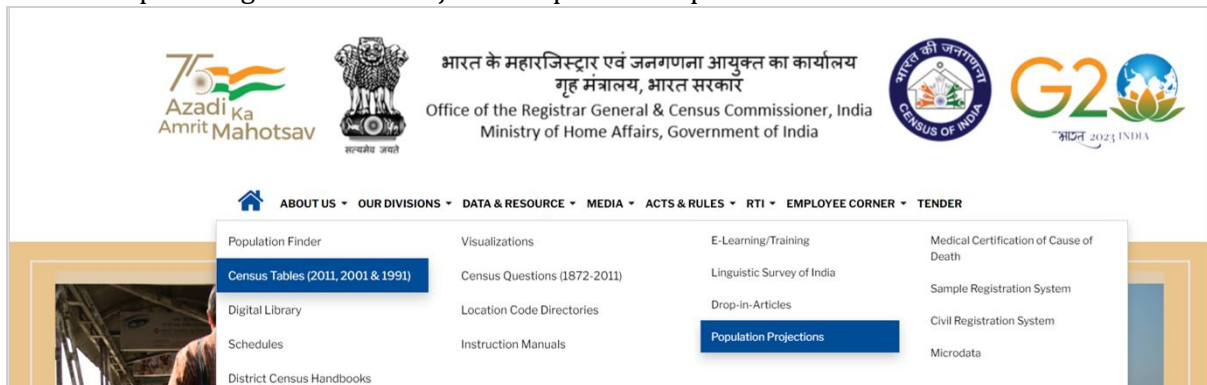 75
Azadi Ka
Amrit Mahotsav
सत्यमेव जयते
भारत के महारजिस्ट्रार एवं जनगणना आयुक्त का कार्यालय
गृह मंत्रालय, भारत सरकार
Office of the Registrar General & Census Commissioner, India
Ministry of Home Affairs, Government of India
भारत की जनगणना
CENSUS OF INDIA
G2
भारत 2023 INDIA
ABOUT US OUR DIVISIONS DATA & RESOURCE MEDIA ACTS & RULES RTI EMPLOYEE CORNER TENDER
Population Finder
Census Tables (2011, 2001 & 1991)
Digital Library
Schedules
District Census Handbooks
Visualizations
Census Questions (1872-2011)
Location Code Directories
Instruction Manuals
E-Learning/Training
Linguistic Survey of India
Drop-in-Articles
Population Projections
Medical Certification of Cause of
Death
Sample Registration System
Civil Registration System
Microdata